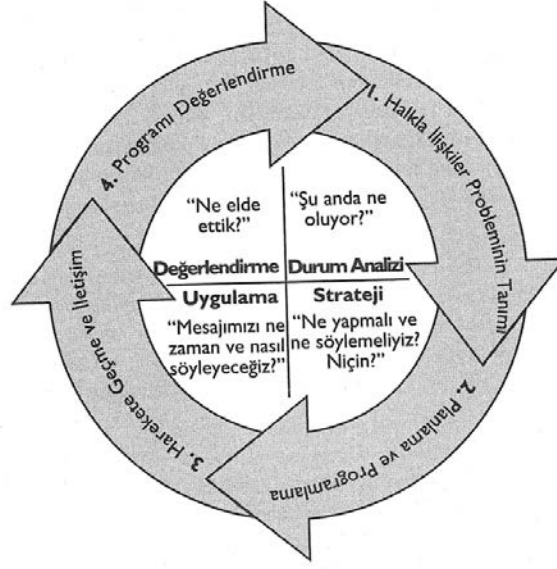 1. Halkla İlişkiler Probleminin Tanımı
2. Planlama ve Programlama
3. Harekete Geçme ve İletişim
4. Programı Değerlendirme
"Ne elde
ettik?"
"Şu anda ne
oluyor?"
Değerlendirme
Durum Analizi
Uygulama
Strateji
"Mesajımızı ne
zaman ve nasıl
söyleyeceğiz?"
"Ne yapmalı ve
ne söylemeliyiz?
Niçin?"